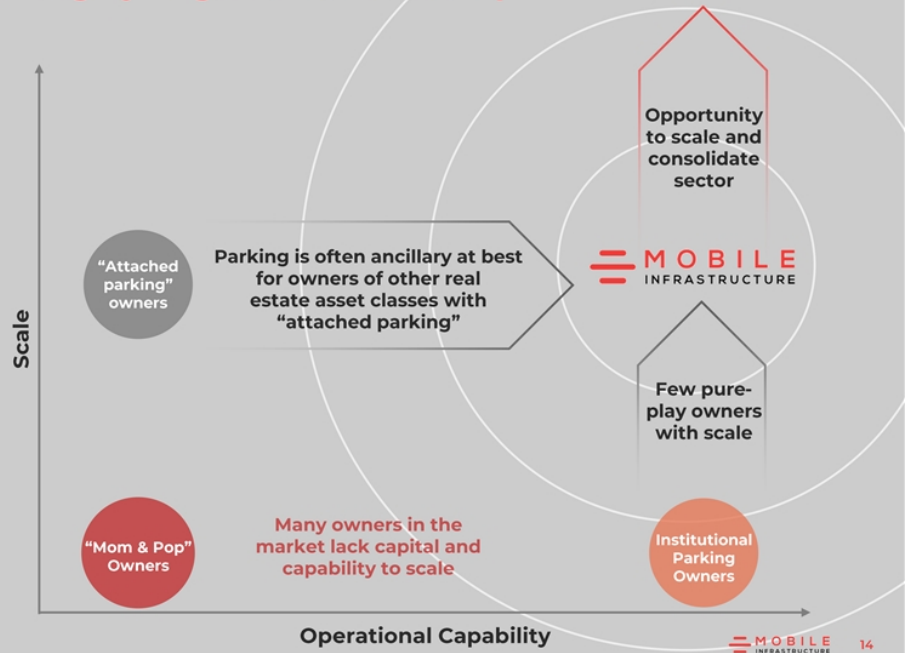 Opportunity
to scale and
consolidate
sector
"Attached
parking"
owners
Parking is often ancillary at best
for owners of other real
estate asset classes with
"attached parking"
MOBILE
INFRASTRUCTURE
Scale
Few pure-
play owners
with scale
"Mom & Pop"
Owners
Many owners in the
market lack capital and
capability to scale
Institutional
Parking
Owners
Operational Capability
MOBILE
INFRASTRUCTURE
14